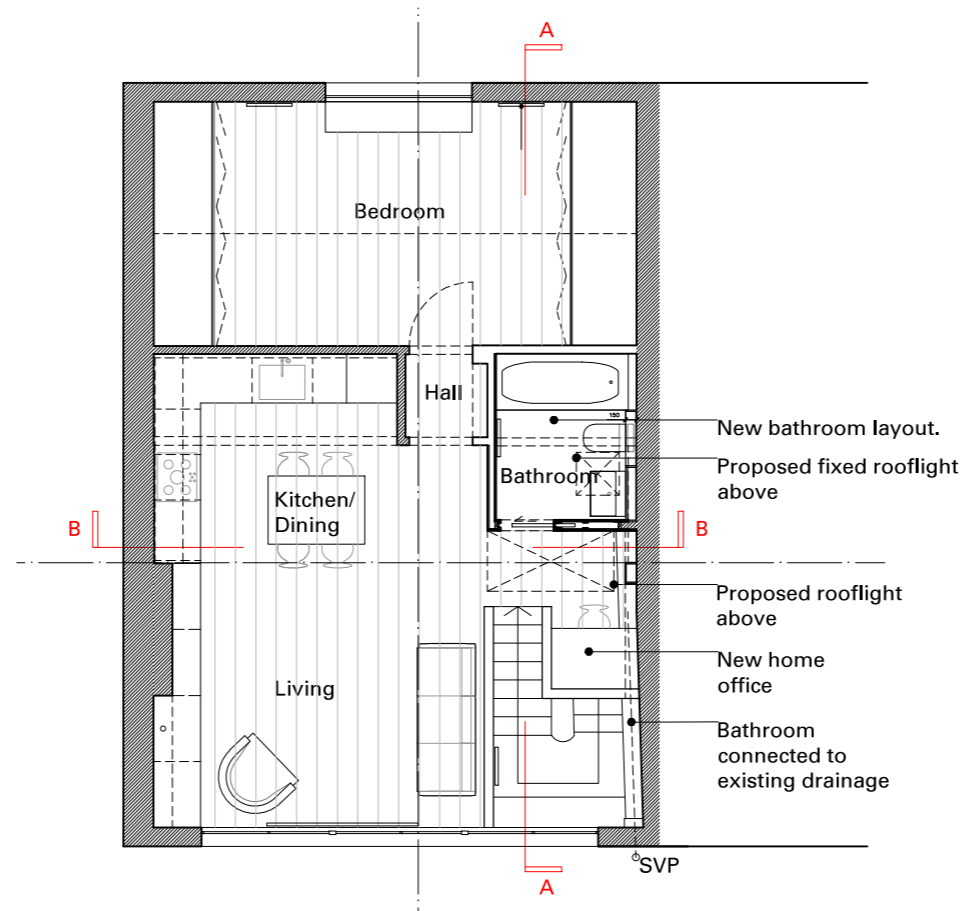 A
Bedroom
Hall
150
New bathroom layout.
Bathroom
Proposed fixed rooflight
above
Kitchen/
Dining
B
B
Proposed rooflight
above
New home
office
Living
Bathroom
connected to
existing drainage
SVP
A